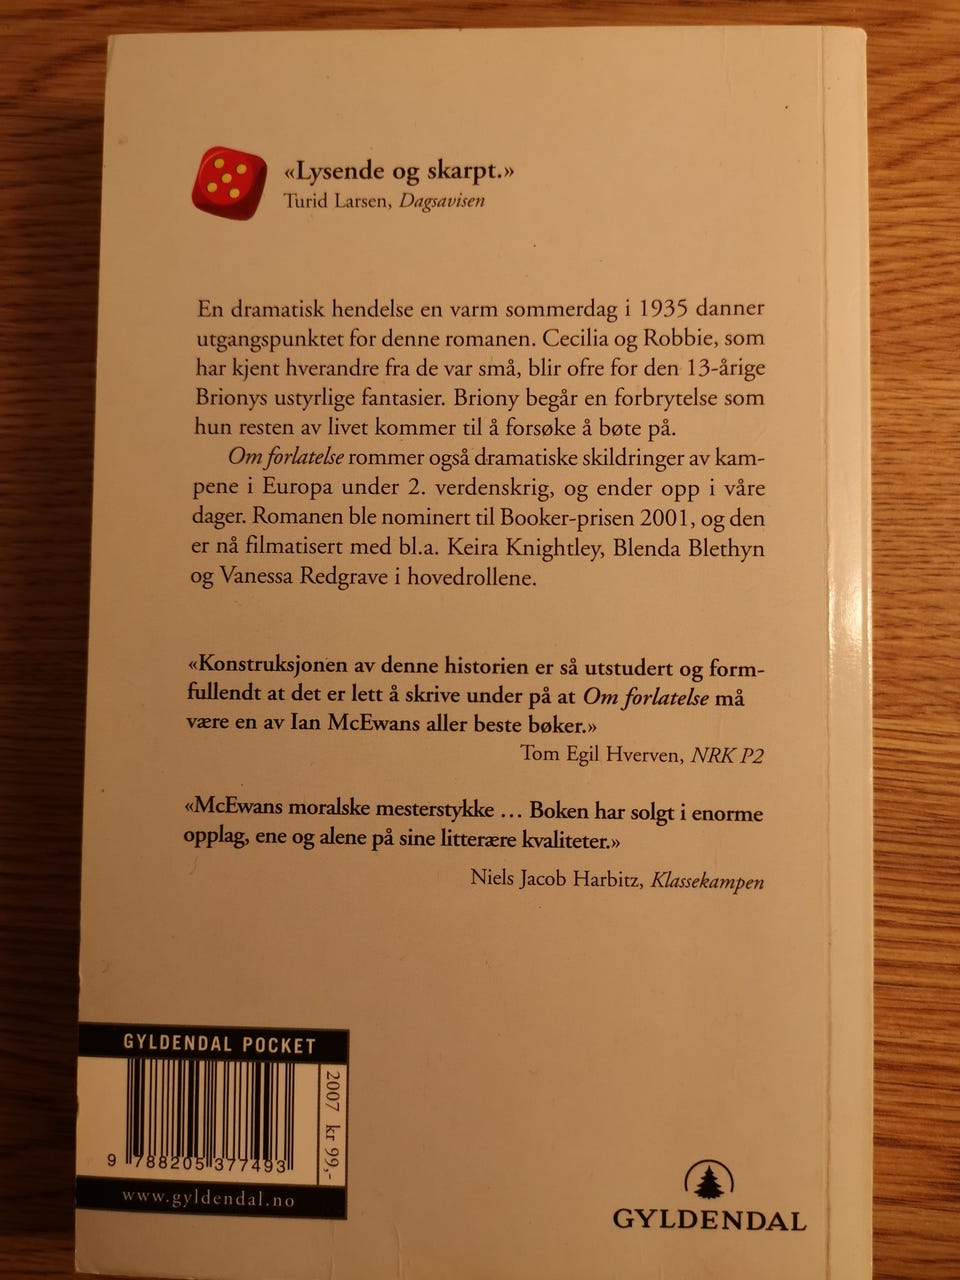 «Lysende og skarpt.»
Turid Larsen, Dagsavisen
En dramatisk hendelse en varm sommerdag i 1935 danner
utgangspunktet for denne romanen. Cecilia og Robbie, som
har kjent hverandre fra de var små, blir ofre for den 13-årige
Brionys ustyrlige fantasier. Briony begår en forbrytelse som
hun resten av livet kommer til å forsøke å bøte på.
Om forlatelse rommer også dramatiske skildringer av kam-
pene i Europa under 2. verdenskrig, og ender opp i våre
dager. Romanen ble nominert til Booker-prisen 2001, og den
er nå filmatisert med bl.a. Keira Knightley, Blenda Blethyn
og Vanessa Redgrave i hovedrollene.
«Konstruksjonen av denne historien er så utstudert og form-
fullendt at det er lett å skrive under på at Om forlatelse må
være en av Ian McEwans aller beste bøker.»
Tom Egil Hverven, NRK P2
«McEwans moralske mesterstykke ... Boken har solgt i enorme
opplag, ene og alene på sine litterære kvaliteter.»
Niels Jacob Harbitz, Klassekampen
GYLDENDAL POCKET
2007 kr 99,-
9 788205 377493
www.gyldendal.no
GYLDENDAL